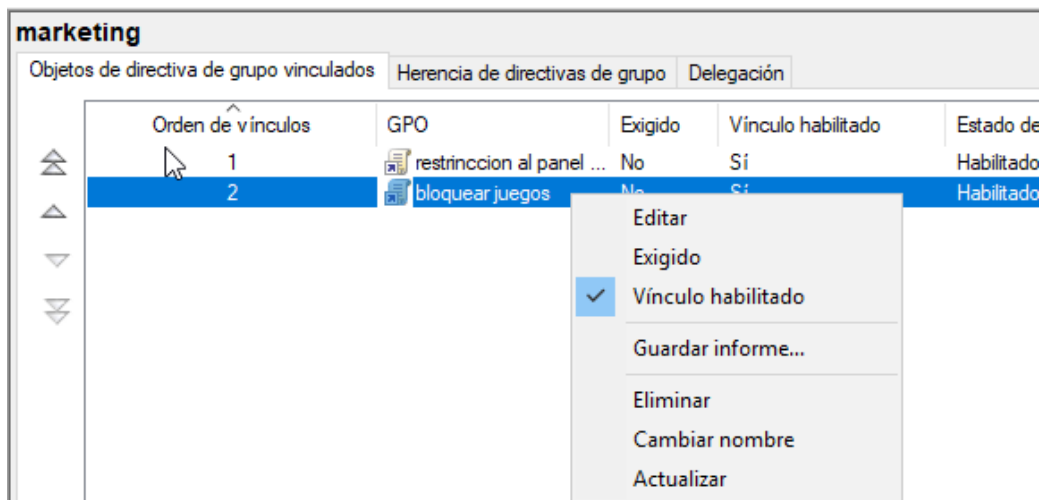 marketing
Objetos de directiva de grupo vinculados Herencia de directivas de grupo Delegación
Orden de vínculos GPO Exigido Vínculo habilitado Estado de
1 restrinccion al panel ... No Sí Habilitado
2 bloquear juegos No Sí Habilitado
Editar
Exigido
Vínculo habilitado
Guardar informe...
Eliminar
Cambiar nombre
Actualizar